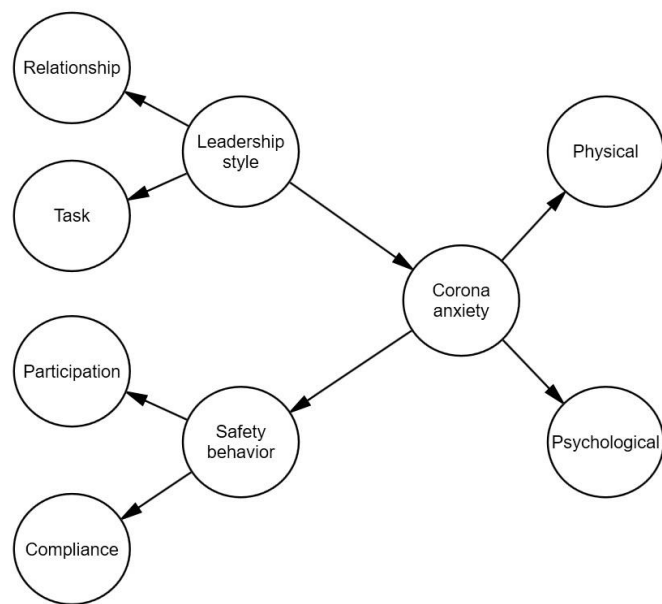 Relationship
Leadership
style
Physical
Task
Corona
anxiety
Participation
Safety
behavior
Psychological
Compliance